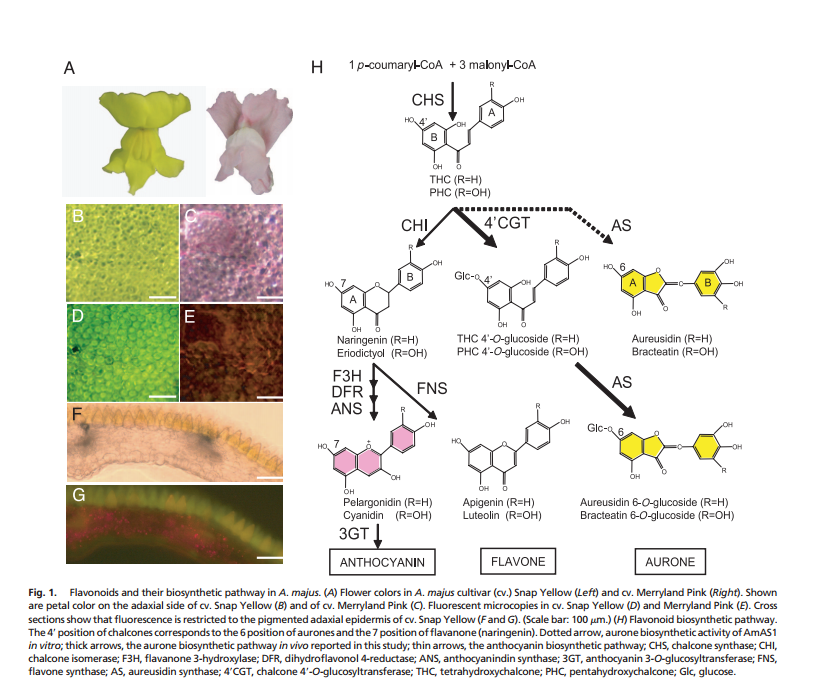 A
H
1 p-coumaryl-CoA + 3 malonyl-CoA
CHS
R
OH
A
HO 4' OH
B
OH O
THC (R=H)
PHC (R=OH)
B
C
CHI
4'CGT
AS
R
OH
B
HO 7 O
A
OH O
Naringenin (R=H)
Eriodictyol (R=OH)
R
OH
Glc-O 4' OH
OH O
THC 4'-O-glucoside (R=H)
PHC 4'-O-glucoside (R=OH)
HO 6 O
A
OH O
OH
B OH
R
Aureusidin (R=H)
Bracteatin (R=OH)
D
E
F3H
DFR
ANS
FNS
AS
F
R
OH
HO 7 O+
OH
OH
Pelargonidin (R=H)
Cyanidin (R=OH)
R
OH
HO O
OH O
Apigenin (R=H)
Luteolin (R=OH)
Glc-O 6 O
OH O
OH
OH
R
Aureusidin 6-O-glucoside (R=H)
Bracteatin 6-O-glucoside (R=OH)
G
3GT
ANTHOCYANIN
FLAVONE
AURONE
Fig. 1. Flavonoids and their biosynthetic pathway in A. majus. (A) Flower colors in A. majus cultivar (cv.) Snap Yellow (Left) and cv. Merryland Pink (Right). Shown
are petal color on the adaxial side of cv. Snap Yellow (B) and of cv. Merryland Pink (C). Fluorescent microcopies in cv. Snap Yellow (D) and Merryland Pink (E). Cross
sections show that fluorescence is restricted to the pigmented adaxial epidermis of cv. Snap Yellow (F and G). (Scale bar: 100 μm.) (H) Flavonoid biosynthetic pathway.
The 4' position of chalcones corresponds to the 6 position of aurones and the 7 position of flavanone (naringenin). Dotted arrow, aurone biosynthetic activity of AmAS1
in vitro; thick arrows, the aurone biosynthetic pathway in vivo reported in this study; thin arrows, the anthocyanin biosynthetic pathway; CHS, chalcone synthase; CHI,
chalcone isomerase; F3H, flavanone 3-hydroxylase; DFR, dihydroflavonol 4-reductase; ANS, anthocyanindin synthase; 3GT, anthocyanin 3-O-glucosyltransferase; FNS,
flavone synthase; AS, aureusidin synthase; 4'CGT, chalcone 4'-O-glucosyltransferase; THC, tetrahydroxychalcone; PHC, pentahydroxychalcone; Glc, glucose.